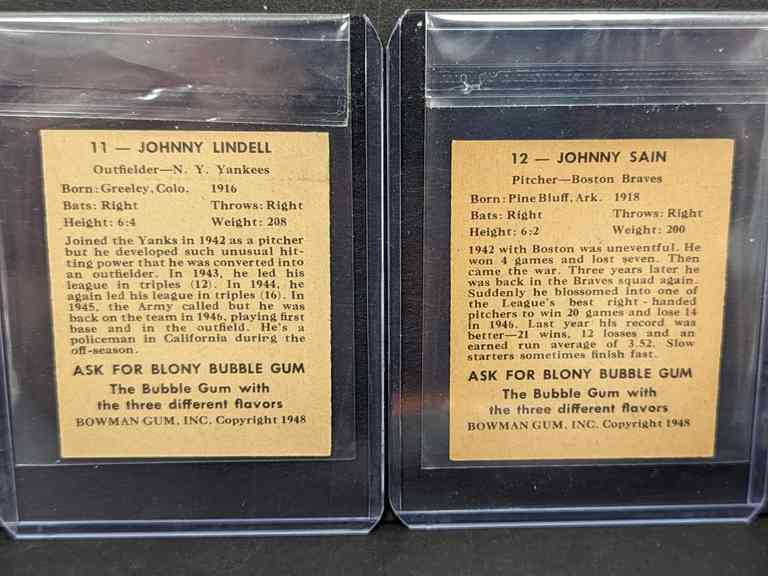 11 — JOHNNY LINDELL
Outfielder—N. Y. Yankees
Born: Greeley, Colo. 1916
Bats: Right Throws: Right
Height: 6:4 Weight: 208
Joined the Yanks in 1942 as a pitcher
but he developed such unusual hit-
ting power that he was converted into
an outfielder. In 1943, he led his
league in triples (12). In 1944, he
again led his league in triples (16). In
1945, the Army called but he was
back on the team in 1946, playing first
base and in the outfield. He's a
policeman in California during the
off-season.
ASK FOR BLONY BUBBLE GUM
The Bubble Gum with
the three different flavors
BOWMAN GUM, INC. Copyright 1948
12 — JOHNNY SAIN
Pitcher—Boston Braves
Born: Pine Bluff, Ark. 1918
Bats: Right Throws: Right
Height: 6:2 Weight: 200
1942 with Boston was uneventful. He
won 4 games and lost seven. Then
came the war. Three years later he
was back in the Braves squad again.
Suddenly he blossomed into one of
the League's best right - handed
pitchers to win 20 games and lose 14
in 1946. Last year his record was
better—21 wins, 12 losses and an
earned run average of 3.52. Slow
starters sometimes finish fast.
ASK FOR BLONY BUBBLE GUM
The Bubble Gum with
the three different flavors
BOWMAN GUM, INC. Copyright 1948